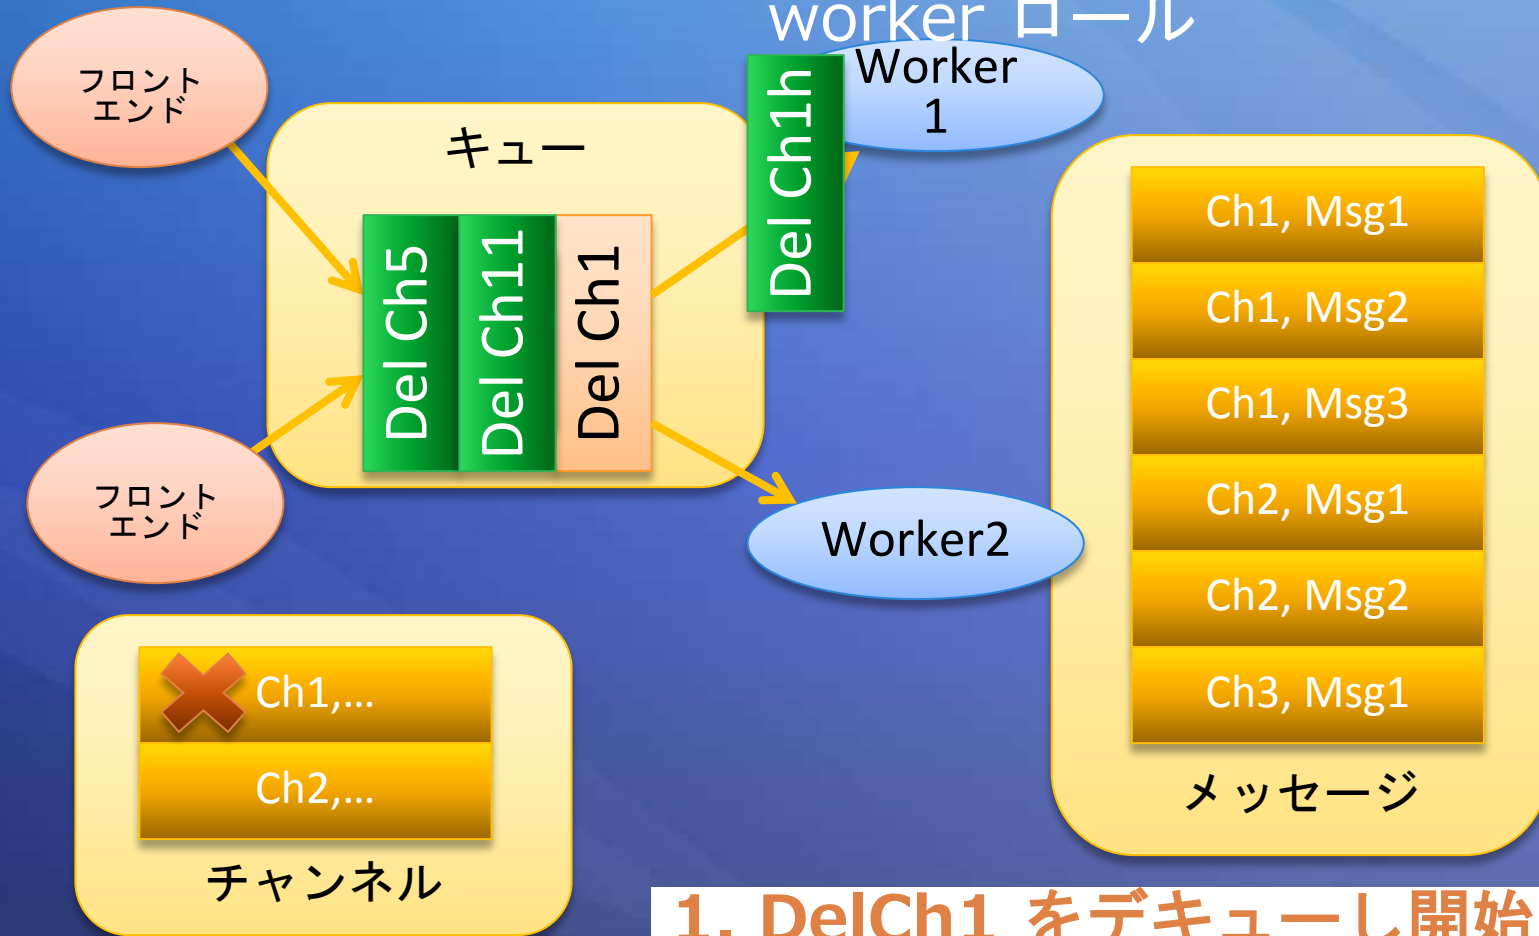 worker ロール
フロント
エンド
キュー
Del Ch5
Del Ch11
Del Ch1
Del Ch1h
Worker
1
フロント
エンド
Worker2
Ch1, Msg1
Ch1, Msg2
Ch1, Msg3
Ch2, Msg1
Ch2, Msg2
Ch3, Msg1
メッセージ
Ch1,...
Ch2,...
チャンネル
1. DelCh1 をデキューし開始